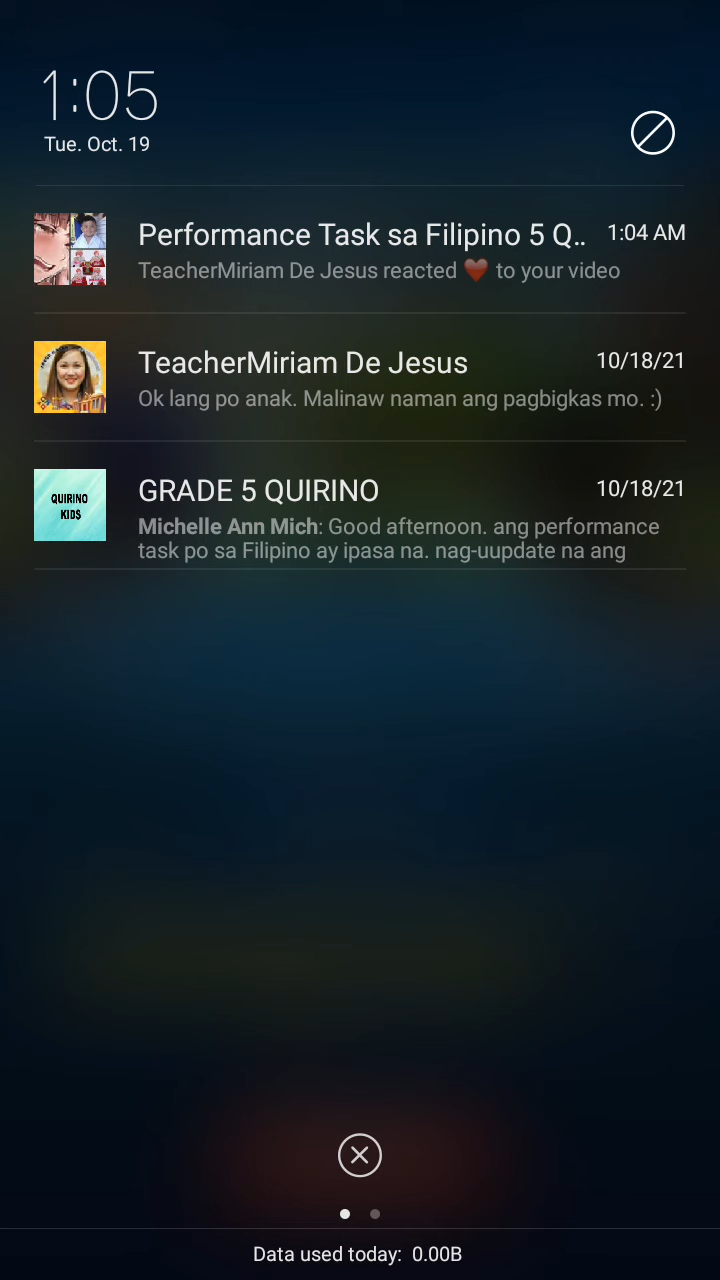 1:05
Tue. Oct. 19
Performance Task sa Filipino 5 Q.. 1:04 AM
TeacherMiriam De Jesus reacted ❤ to your video
TeacherMiriam De Jesus 10/18/21
Ok lang po anak. Malinaw naman ang pagbigkas mo. :)
QUIRINO
KID$
GRADE 5 QUIRINO 10/18/21
Michelle Ann Mich: Good afternoon. ang performance
task po sa Filipino ay ipasa na. nag-uupdate na ang
Data used today: 0.00B